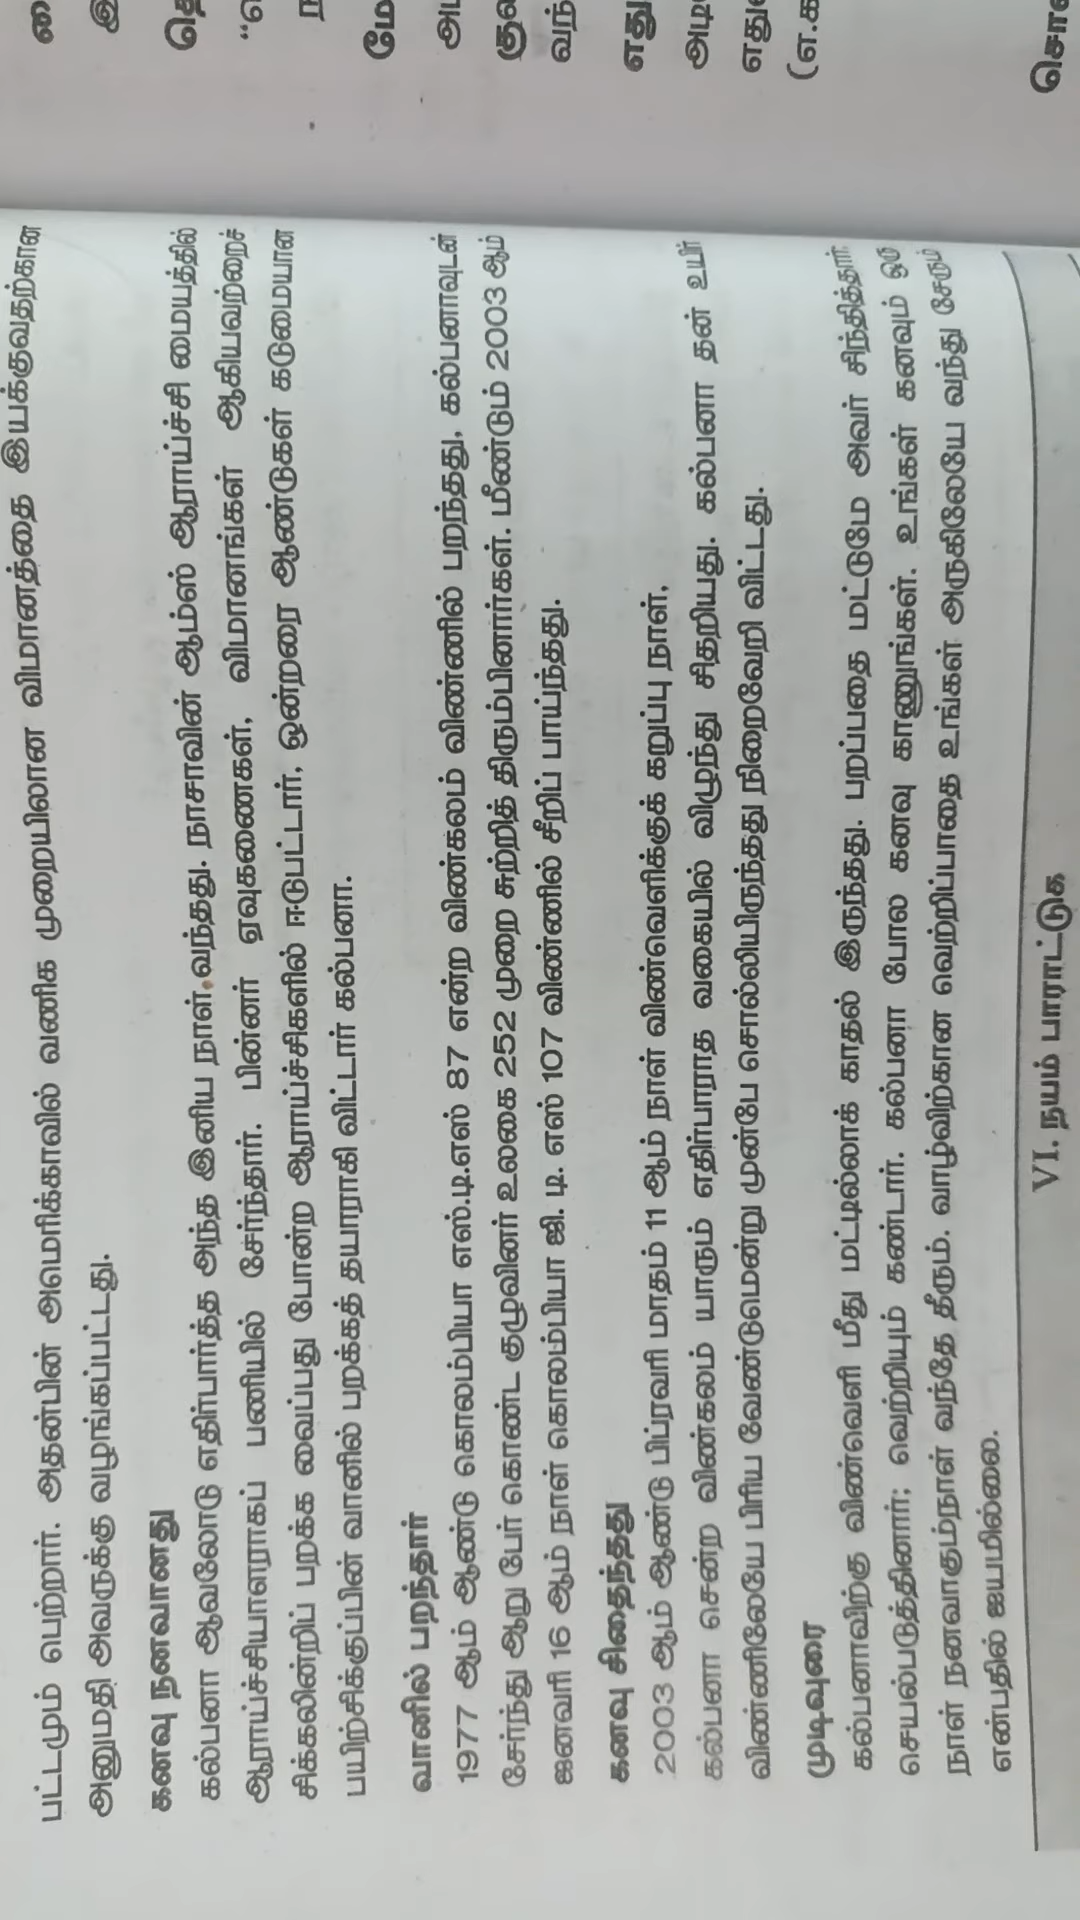 பட்டமும் பெற்றார். அதன்பின் அமெரிக்காவில் வணிக முறையிலான விமானத்தை இயக்குவதற்கான
அனுமதி அவருக்கு வழங்கப்பட்டது.
கனவு நனவானது
கல்பனா ஆவலோடு எதிர்பார்த்த அந்த இனிய நாள் வந்தது. நாசாவின் ஆம்ஸ் ஆராய்ச்சி மையத்தில்
ஆராய்ச்சியாளராகப் பணியில் சேர்ந்தார். பின்னர் ஏவுகணைகள், விமானங்கள் ஆகியவற்றைச்
சிக்கலின்றிப் பறக்க வைப்பது போன்ற ஆராய்ச்சிகளில் ஈடுபட்டார். ஒன்றரை ஆண்டுகள் கடுமையான
பயிற்சிக்குப்பின் வானில் பறக்கத் தயாராகி விட்டார் கல்பனா.
வானில் பறந்தார்
1977 ஆம் ஆண்டு கொலம்பியா எஸ்.டி.எஸ் 87 என்ற விண்கலம் விண்ணில் பறந்தது. கல்பனாவுடன்
சேர்ந்து ஆறு பேர் கொண்ட குழுவினர் உலகை 252 முறை சுற்றித் திரும்பினார்கள். மீண்டும் 2003 ஆம்
ஜனவரி 16 ஆம் நாள் கொலம்பியா ஜி. டி. எஸ் 107 விண்ணில் சீறிப் பாய்ந்தது.
கனவு சிதைந்தது
2003 ஆம் ஆண்டு பிப்ரவரி மாதம் 11 ஆம் நாள் விண்வெளிக்குக் கறுப்பு நாள்.
கல்பனா சென்ற விண்கலம் யாரும் எதிர்பாராத வகையில் விழுந்து சிதறியது. கல்பனா தன் உயிர்
விண்ணிலேயே பிரிய வேண்டுமென்று முன்பே சொல்லியிருந்தது நிறைவேறி விட்டது.
முடிவுரை
கல்பனாவிற்கு விண்வெளி மீது மட்டில்லாக் காதல் இருந்தது. பறப்பதை மட்டுமே அவர் சிந்தித்தார்.
செயல்படுத்தினார்; வெற்றியும் கண்டார். கல்பனா போல கனவு காணுங்கள். உங்கள் கனவும் ஒரு
நாள் நனவாகும்நாள் வந்தே தீரும். வாழ்விற்கான வெற்றிப்பாதை உங்கள் அருகிலேயே வந்து சேரும்
என்பதில் ஐயமில்லை.
VI. நயம் பாராட்டுக